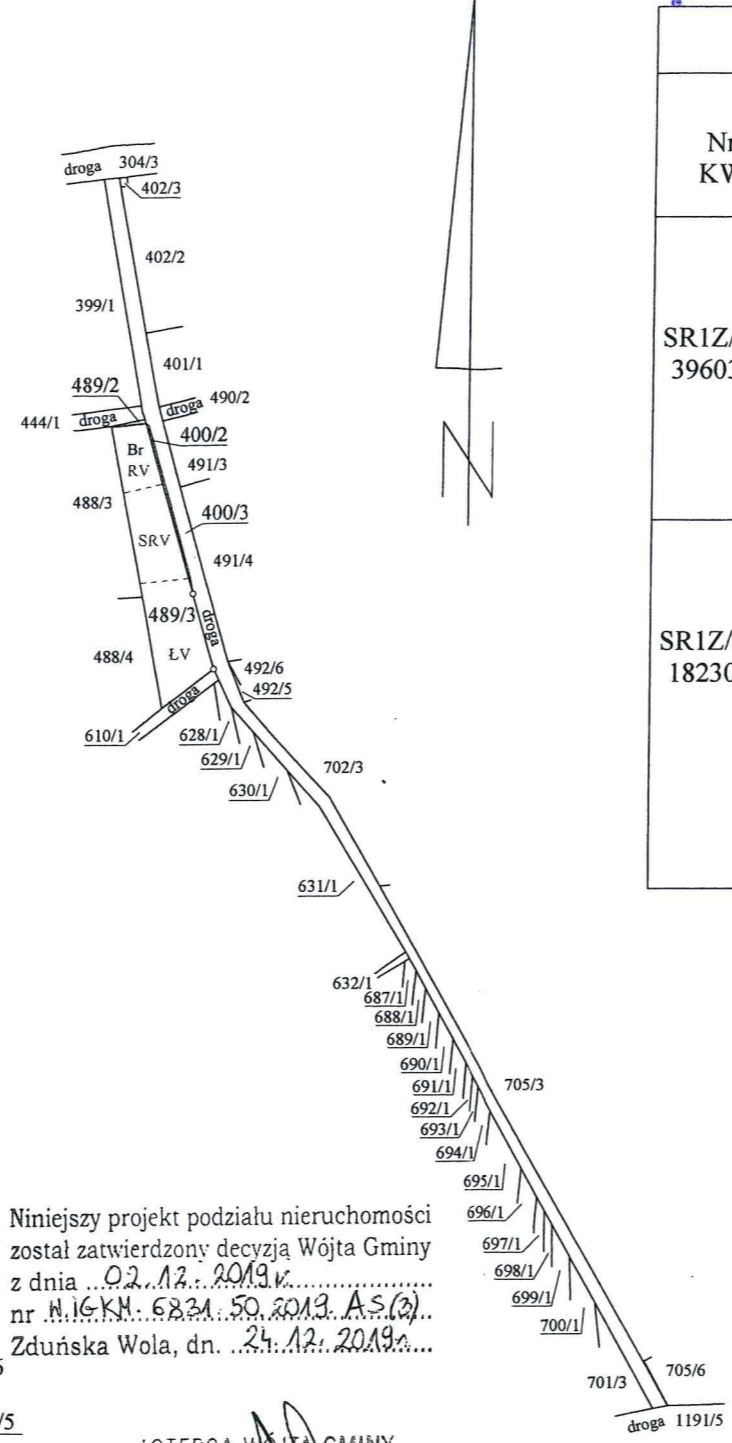 droga 304/3
402/3
402/2
399/1
401/1
489/2
droga 490/2
444/1 droga
400/2
Br
RV
491/3
488/3
400/3
SRV
491/4
489/3
droga
488/4
ŁV
492/6
492/5
droga
610/1
628/1
629/1
702/3
630/1
631/1
632/1
687/1
688/1
689/1
690/1
691/1
705/3
692/1
693/1
694/1
695/1
696/1
697/1
698/1
699/1
700/1
701/3
705/6
droga 1191/5
N
Nr
KW
SR1Z/
39603
SR1Z/
18230
Niniejszy projekt podziału nieruchomości
został zatwierdzony decyzją Wójta Gminy
z dnia 02.12.2019r.
nr 6831.50.2019.AS(3)
Zduńska Wola, dn. 24.12.2019r.
/5
WÓJTA GMINY